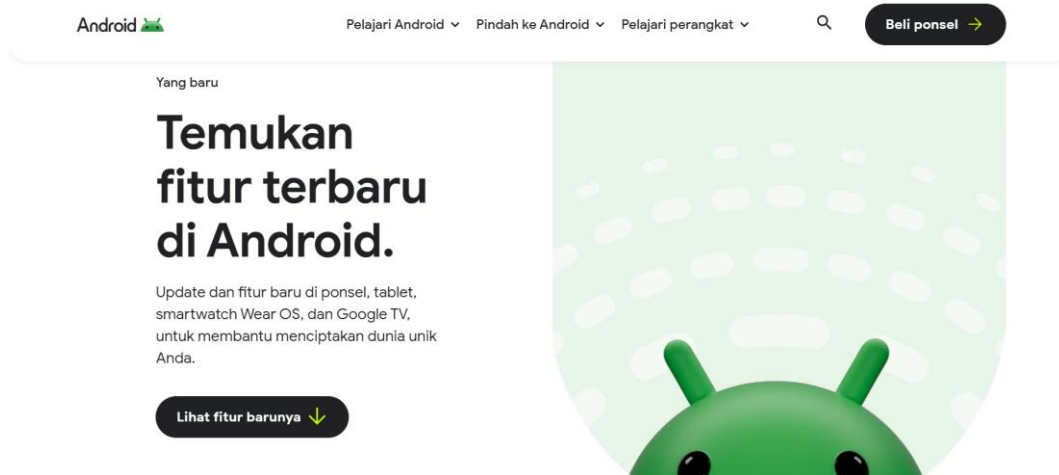 Android
Pelajari Android
Pindah ke Android
Pelajari perangkat
Beli ponsel
Yang baru
Temukan
fitur terbaru
di Android.
Update dan fitur baru di ponsel, tablet,
smartwatch Wear OS, dan Google TV,
untuk membantu menciptakan dunia unik
Anda.
Lihat fitur barunya